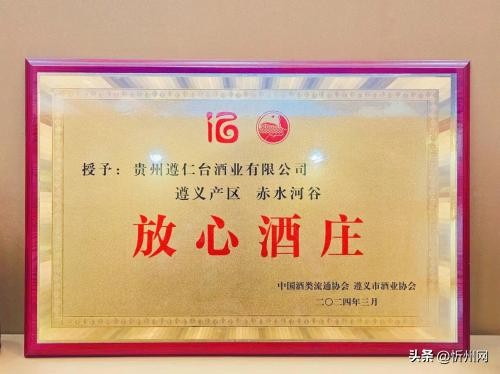 授予：贵州遵仁台酒业有限公司
遵义产区 赤水河谷
放心酒庄
中国酒类流通协会 遵义市酒业协会
二〇二四年三月
头条 @忻州网